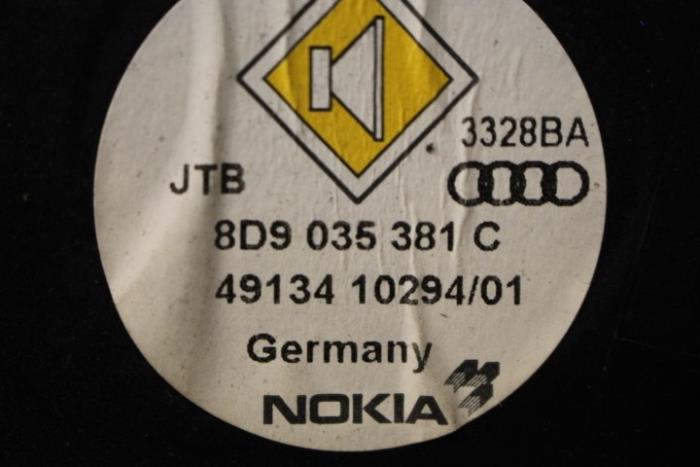 3328BA
JTB
8D9 035 381 C
49134 10294/01
Germany
NOKIA